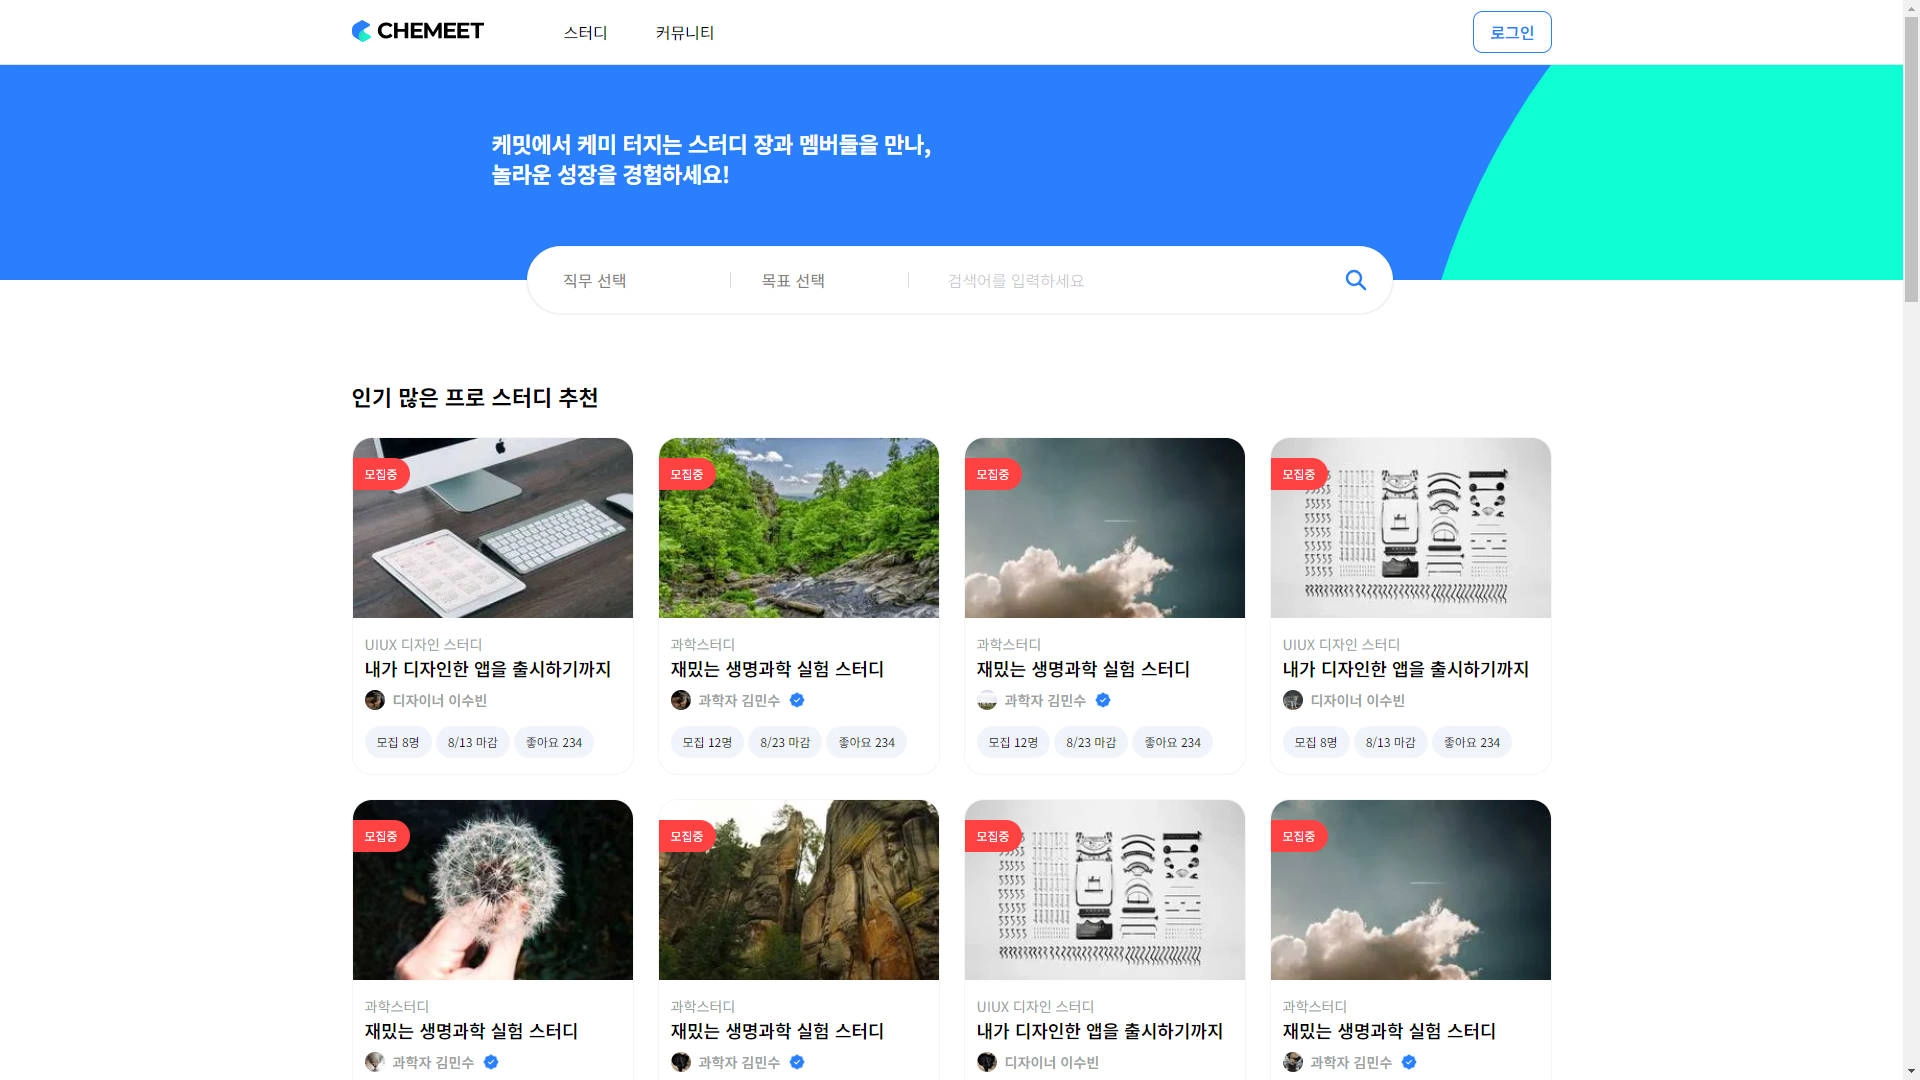 CHEMEET
스터디
커뮤니티
로그인
케밋에서 케미 터지는 스터디 장과 멤버들을 만나,
놀라운 성장을 경험하세요!
직무 선택
목표 선택
검색어를 입력하세요
인기 많은 프로 스터디 추천
모집중
UIUX 디자인 스터디
내가 디자인한 앱을 출시하기까지
디자이너 이수빈
모집 8명
8/13 마감
좋아요 234
모집중
과학스터디
재밌는 생명과학 실험 스터디
과학자 김민수
모집 12명
8/23 마감
좋아요 234
모집중
과학스터디
재밌는 생명과학 실험 스터디
과학자 김민수
모집 12명
8/23 마감
좋아요 234
모집중
UIUX 디자인 스터디
내가 디자인한 앱을 출시하기까지
디자이너 이수빈
모집 8명
8/13 마감
좋아요 234
모집중
과학스터디
재밌는 생명과학 실험 스터디
과학자 김민수
모집중
과학스터디
재밌는 생명과학 실험 스터디
과학자 김민수
모집중
UIUX 디자인 스터디
내가 디자인한 앱을 출시하기까지
디자이너 이수빈
모집중
과학스터디
재밌는 생명과학 실험 스터디
과학자 김민수